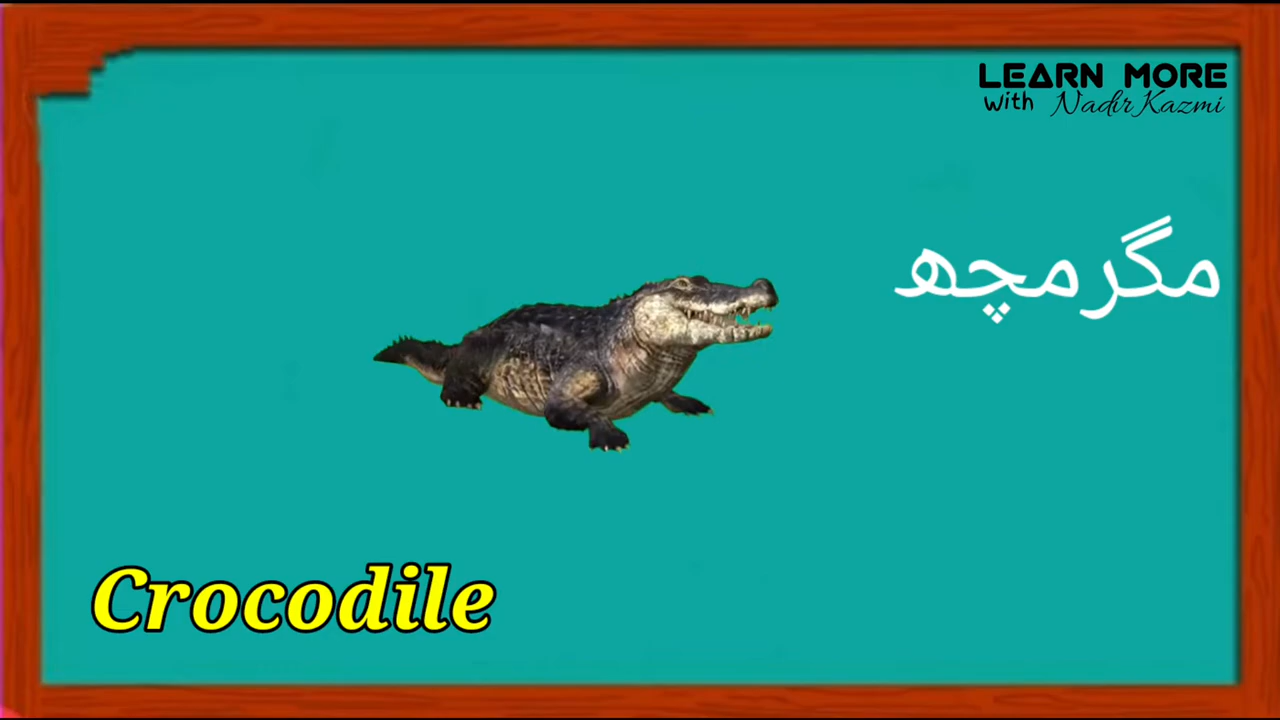 LEARN MORE
with Nadir Kazmi
مگرمچھ
Crocodile